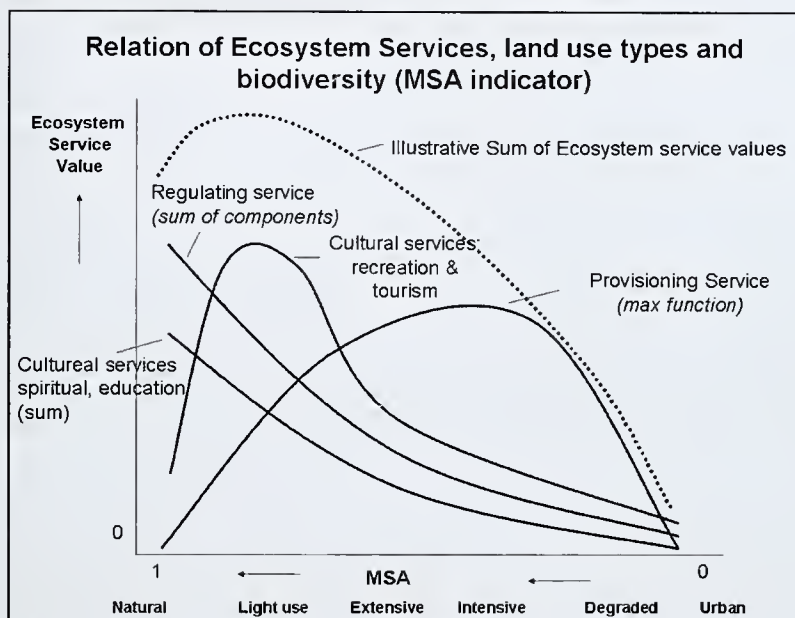 Relation of Ecosystem Services, land use types and
biodiversity (MSA indicator)
Ecosystem
Service
Value
Illustrative Sum of Ecosystem service values
Regulating service
(sum of components)
Cultural services:
recreation &
tourism
Provisioning Service
(max function)
Cultureal services
spiritual, education
(sum)
0
1
MSA
0
Natural
Light use
Extensive
Intensive
Degraded
Urban